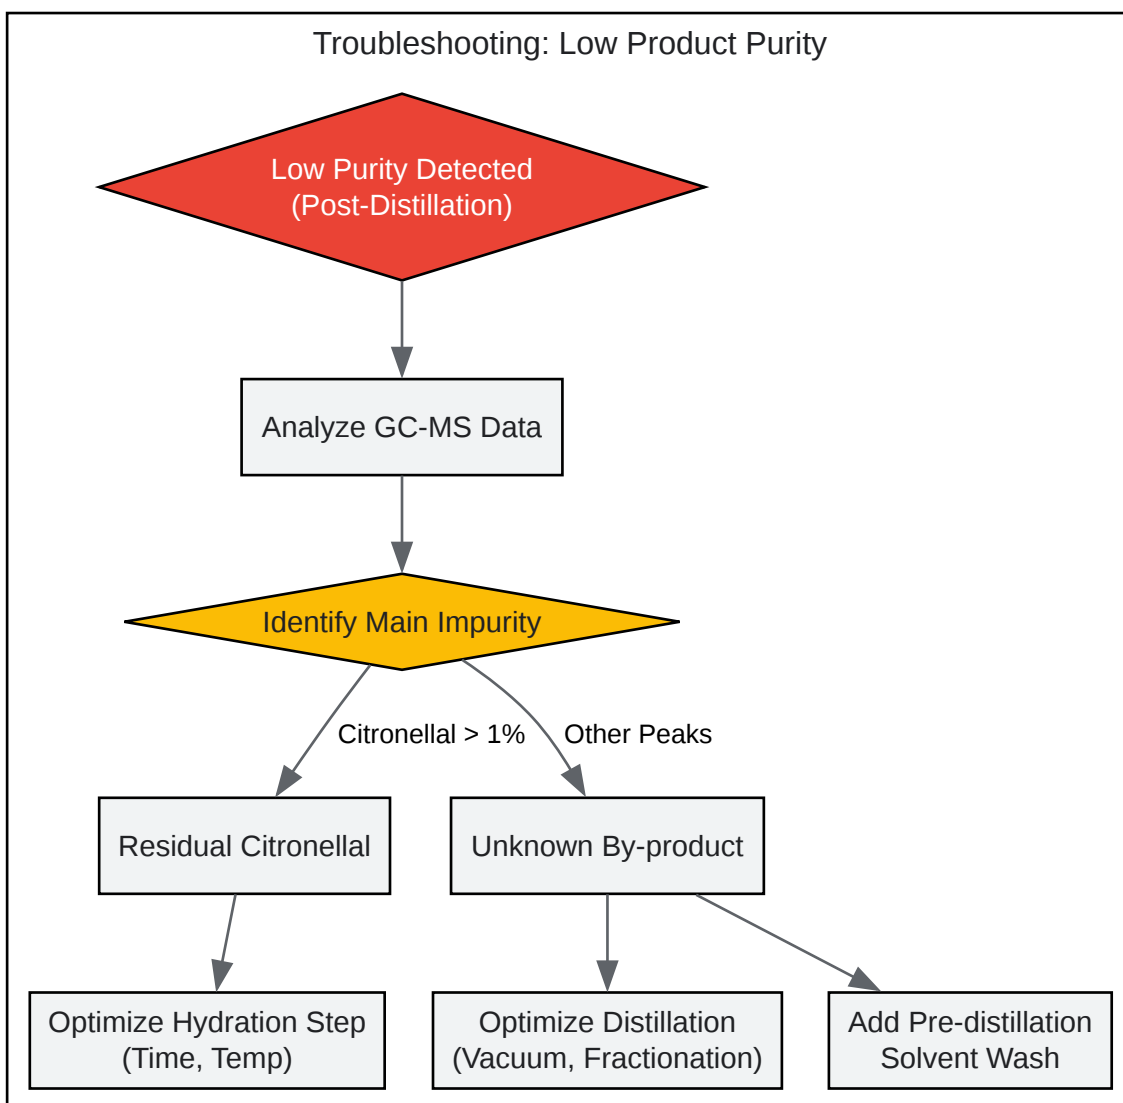 Troubleshooting: Low Product Purity
Low Purity Detected
(Post-Distillation)
Analyze GC-MS Data
Identify Main Impurity
Citronellal > 1%
Other Peaks
Residual Citronellal
Unknown By-product
Optimize Hydration Step
(Time, Temp)
Optimize Distillation
(Vacuum, Fractionation)
Add Pre-distillation
Solvent Wash